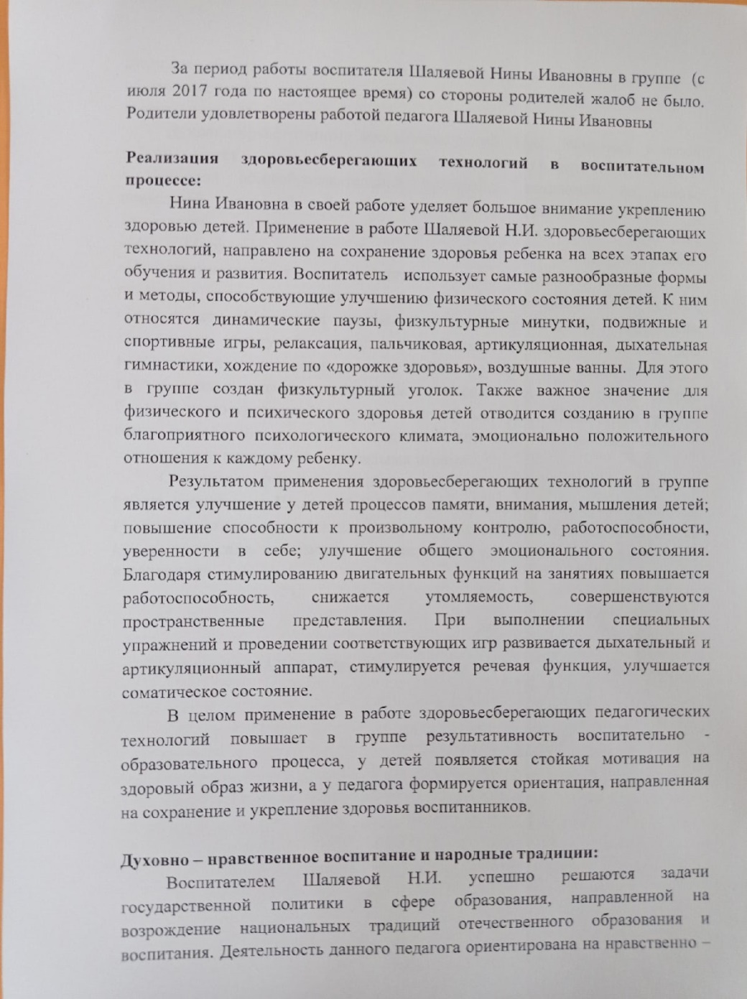 За период работы воспитателя Шаляевой Нины Ивановны в группе (с
июля 2017 года по настоящее время) со стороны родителей жалоб не было.
Родители удовлетворены работой педагога Шаляевой Нины Ивановны
Реализация здоровьесберегающих технологий в воспитательном
процессе:
Нина Ивановна в своей работе уделяет большое внимание укреплению
здоровью детей. Применение в работе Шаляевой Н.И. здоровьесберегающих
технологий, направлено на сохранение здоровья ребенка на всех этапах его
обучения и развития. Воспитатель использует самые разнообразные формы
и методы, способствующие улучшению физического состояния детей. К ним
относятся динамические паузы, физкультурные минутки, подвижные и
спортивные игры, релаксация, пальчиковая, артикуляционная, дыхательная
гимнастики, хождение по «дорожке здоровья», воздушные ванны. Для этого
в группе создан физкультурный уголок. Также важное значение для
физического и психического здоровья детей отводится созданию в группе
благоприятного психологического климата, эмоционально положительного
отношения к каждому ребенку.
Результатом применения здоровьесберегающих технологий в группе
является улучшение у детей процессов памяти, внимания, мышления детей;
повышение способности к произвольному контролю, работоспособности,
уверенности в себе; улучшение общего эмоционального состояния.
Благодаря стимулированию двигательных функций на занятиях повышается
работоспособность, снижается утомляемость, совершенствуются
пространственные представления. При выполнении специальных
упражнений и проведении соответствующих игр развивается дыхательный и
артикуляционный аппарат, стимулируется речевая функция, улучшается
соматическое состояние.
В целом применение в работе здоровьесберегающих педагогических
технологий повышает в группе результативность воспитательно -
образовательного процесса, у детей появляется стойкая мотивация на
здоровый образ жизни, а у педагога формируется ориентация, направленная
на сохранение и укрепление здоровья воспитанников.
Духовно – нравственное воспитание и народные традиции:
Воспитателем Шаляевой Н.И. успешно решаются задачи
государственной политики в сфере образования, направленной на
возрождение национальных традиций отечественного образования и
воспитания. Деятельность данного педагога ориентирована на нравственно –